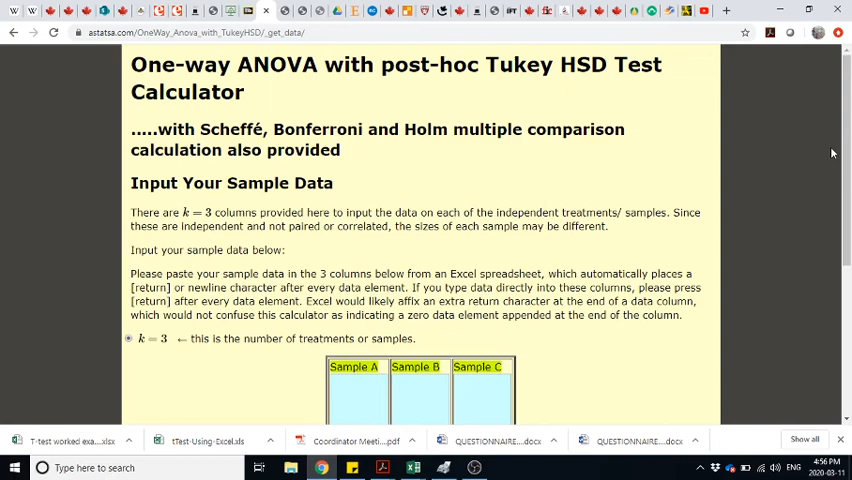 astatsa.com/OneWay_Anova_with_TukeyHSD/_get_data/
One-way ANOVA with post-hoc Tukey HSD Test
Calculator
.....with Scheffé, Bonferroni and Holm multiple comparison
calculation also provided
Input Your Sample Data
There are k = 3 columns provided here to input the data on each of the independent treatments/ samples. Since
these are independent and not paired or correlated, the sizes of each sample may be different.
Input your sample data below:
Please paste your sample data in the 3 columns below from an Excel spreadsheet, which automatically places a
[return] or newline character after every data element. If you type data directly into these columns, please press
[return] after every data element. Excel would likely affix an extra return character at the end of a data column,
which would not confuse this calculator as indicating a zero data element appended at the end of the column.
k = 3 ← this is the number of treatments or samples.
Sample A Sample B Sample C
T-test worked exa....xlsx tTest-Using-Excel.xls Coordinator Meeti....pdf QUESTIONNAIRE....docx QUESTIONNAIRE....docx Show all
Type here to search
ENG
4:56 PM
2020-03-11